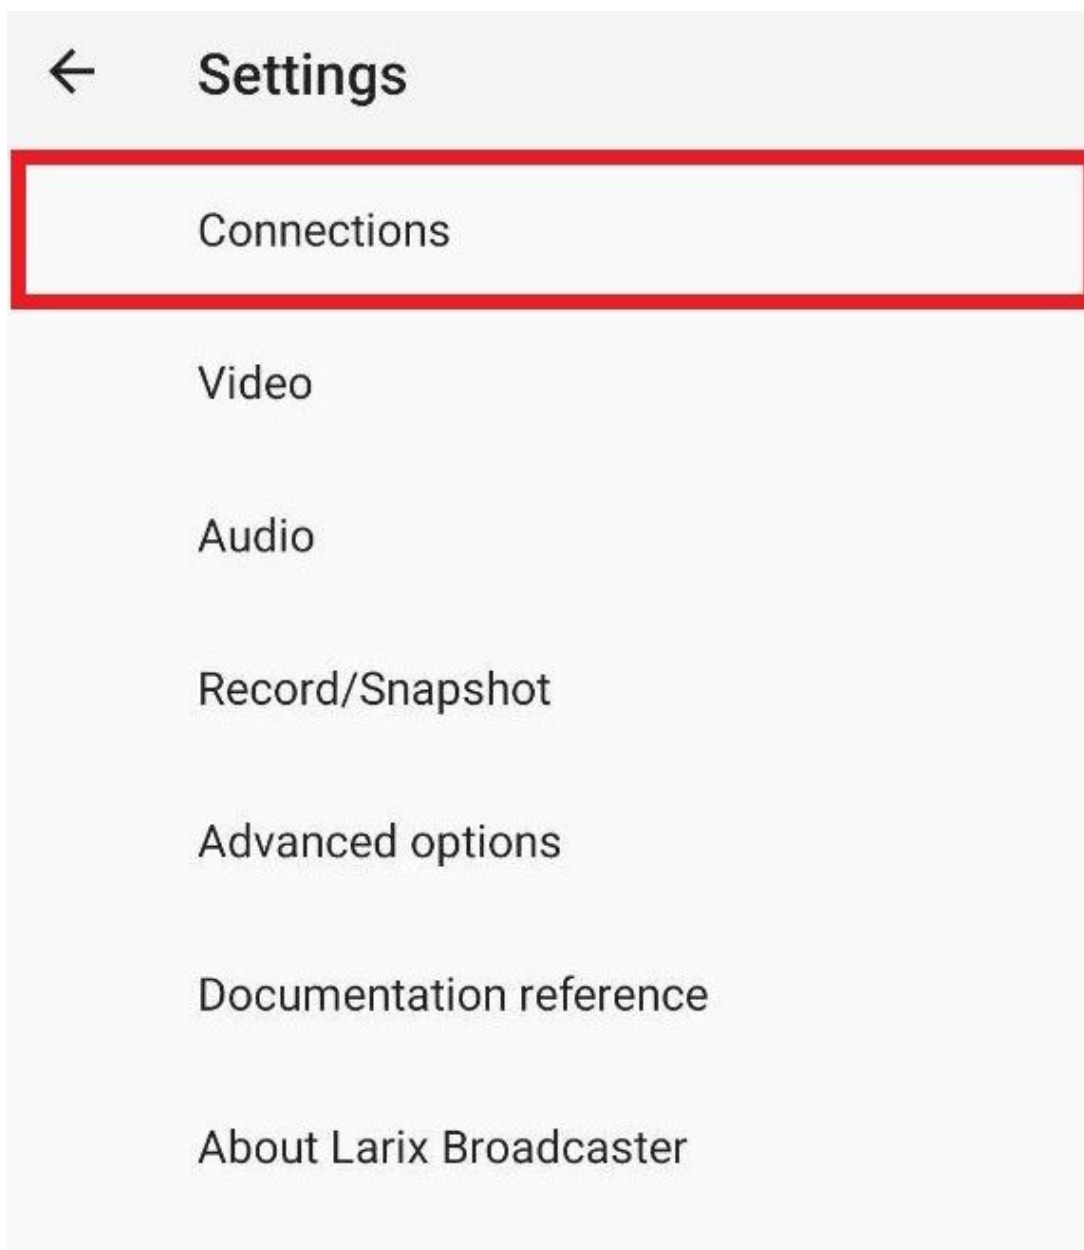 Settings
Connections
Video
Audio
Record/Snapshot
Advanced options
Documentation reference
About Larix Broadcaster